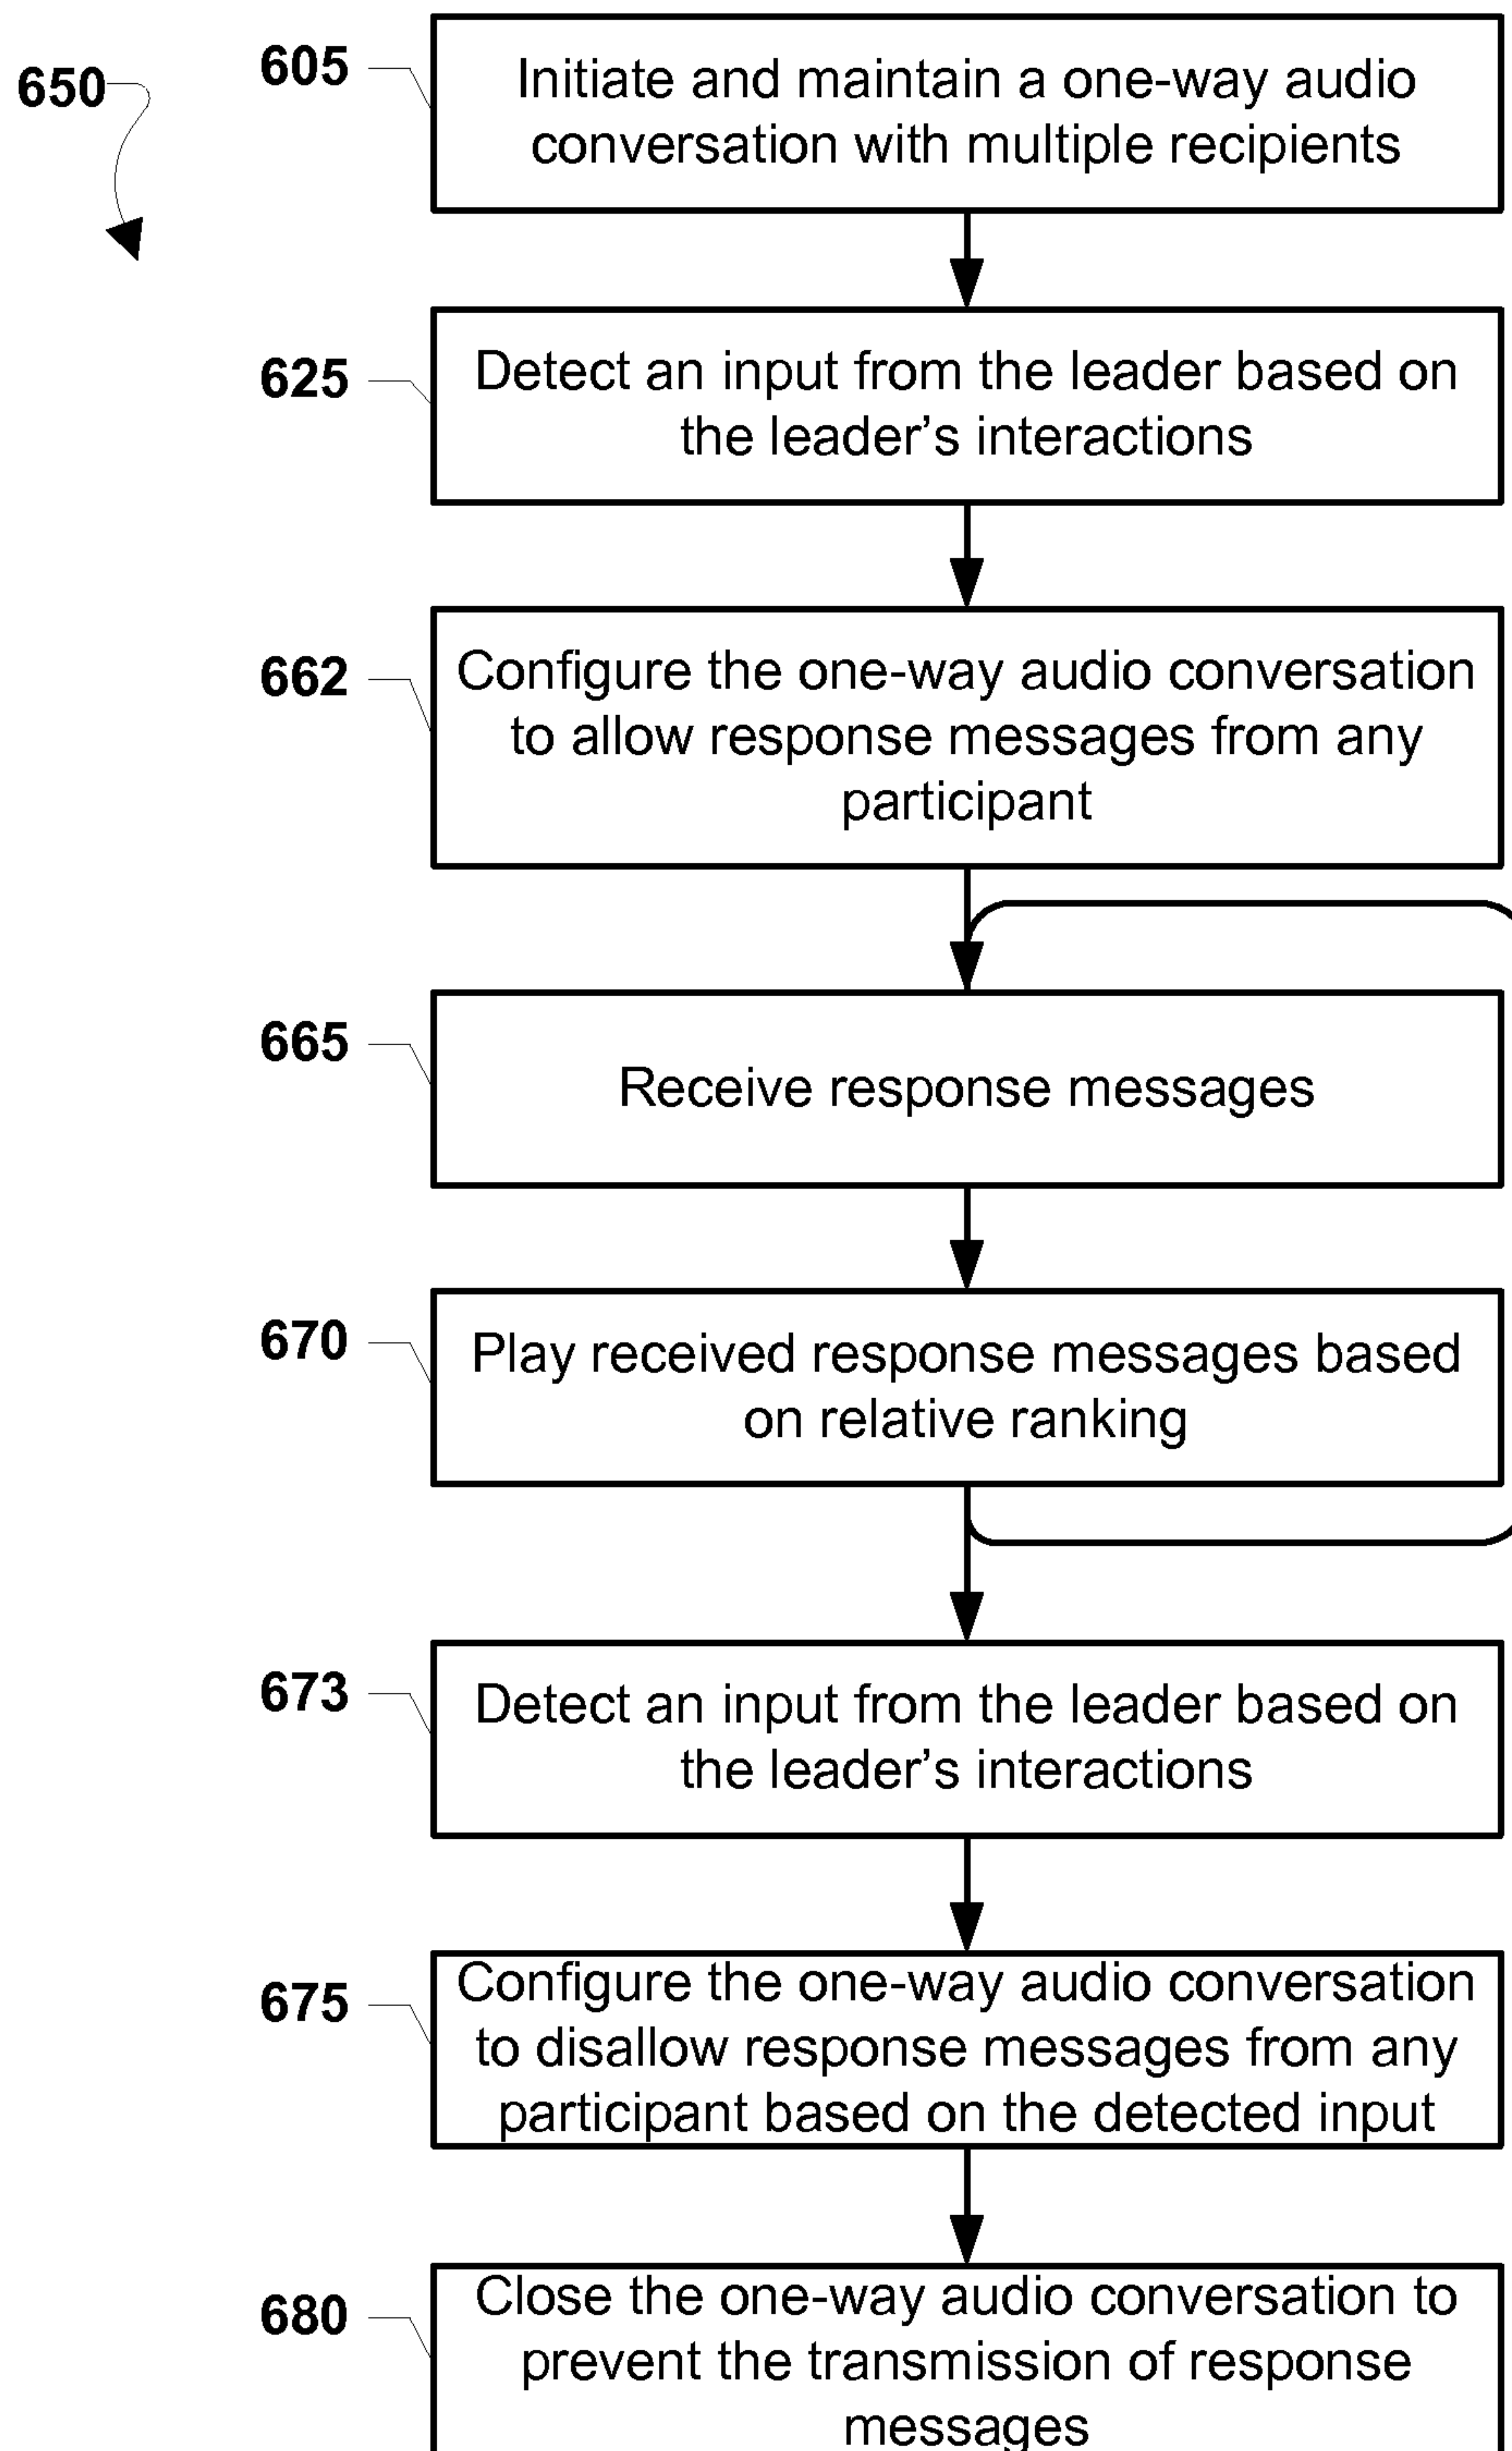 650
605
Initiate and maintain a one-way audio
conversation with multiple recipients
625
Detect an input from the leader based on
the leader’s interactions
662
Configure the one-way audio conversation
to allow response messages from any
participant
665
Receive response messages
670
Play received response messages based
on relative ranking
673
Detect an input from the leader based on
the leader’s interactions
675
Configure the one-way audio conversation
to disallow response messages from any
participant based on the detected input
680
Close the one-way audio conversation to
prevent the transmission of response
messages